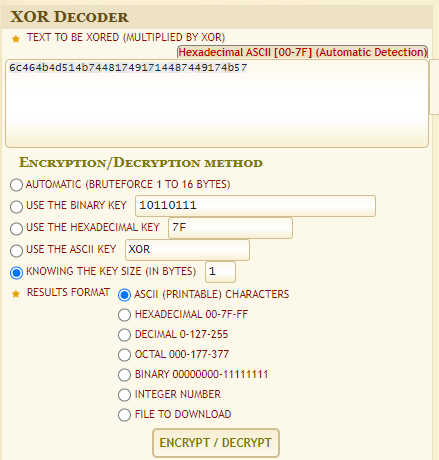 XOR Decoder
★ TEXT TO BE XORED (MULTIPLIED BY XOR)
Hexadecimal ASCII [00-7F] (Automatic Detection)
6c464b4d514b7448174917144874491​74b57
Encryption/Decryption method
AUTOMATIC (BRUTEFORCE 1 TO 16 BYTES)
USE THE BINARY KEY 10110111
USE THE HEXADECIMAL KEY 7F
USE THE ASCII KEY XOR
KNOWING THE KEY SIZE (IN BYTES) 1
★ RESULTS FORMAT ASCII (PRINTABLE) CHARACTERS
HEXADECIMAL 00-7F-FF
DECIMAL 0-127-255
OCTAL 000-177-377
BINARY 00000000-11111111
INTEGER NUMBER
FILE TO DOWNLOAD
ENCRYPT / DECRYPT